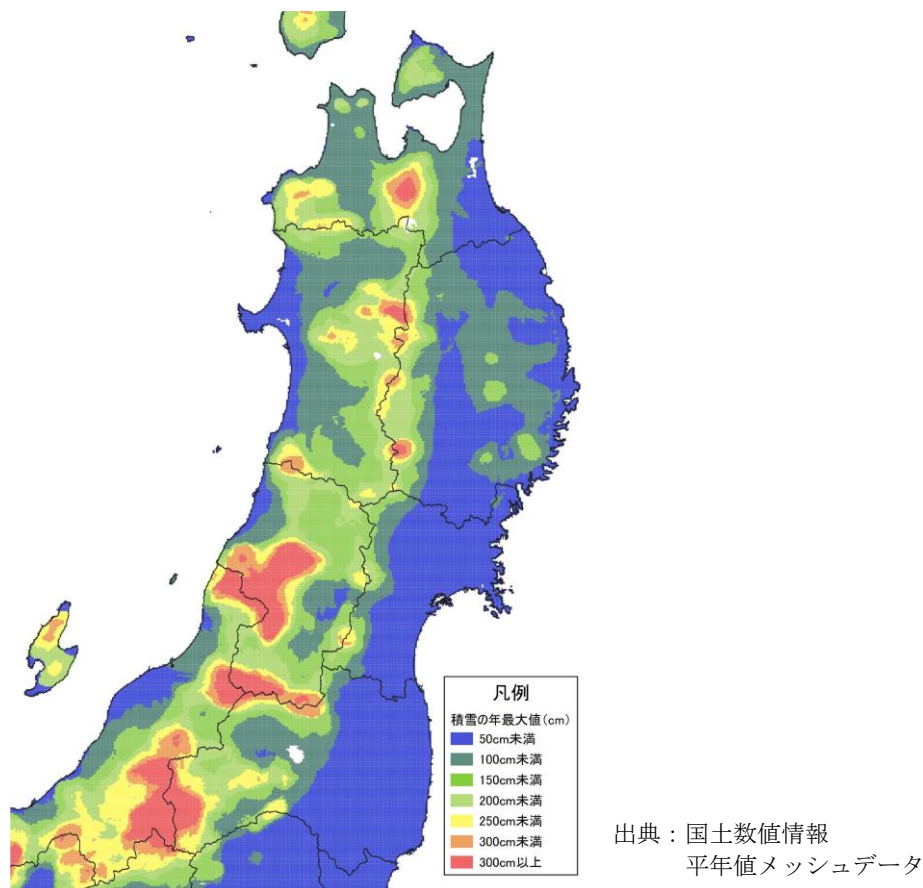 凡例
積雪の年最大値(cm)
50cm未満
100cm未満
150cm未満
200cm未満
250cm未満
300cm未満
300cm以上
出典：国土数値情報
平年値メッシュデータ